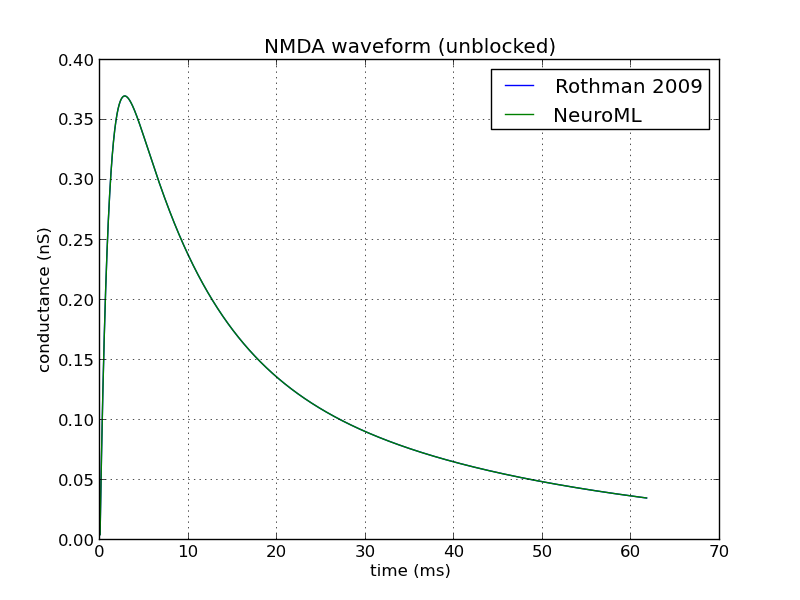 NMDA waveform (unblocked)
Rothman 2009
NeuroML
0.40
0.35
0.30
0.25
0.20
0.15
0.10
0.05
0.00
conductance (nS)
0 10 20 30 40 50 60 70
time (ms)